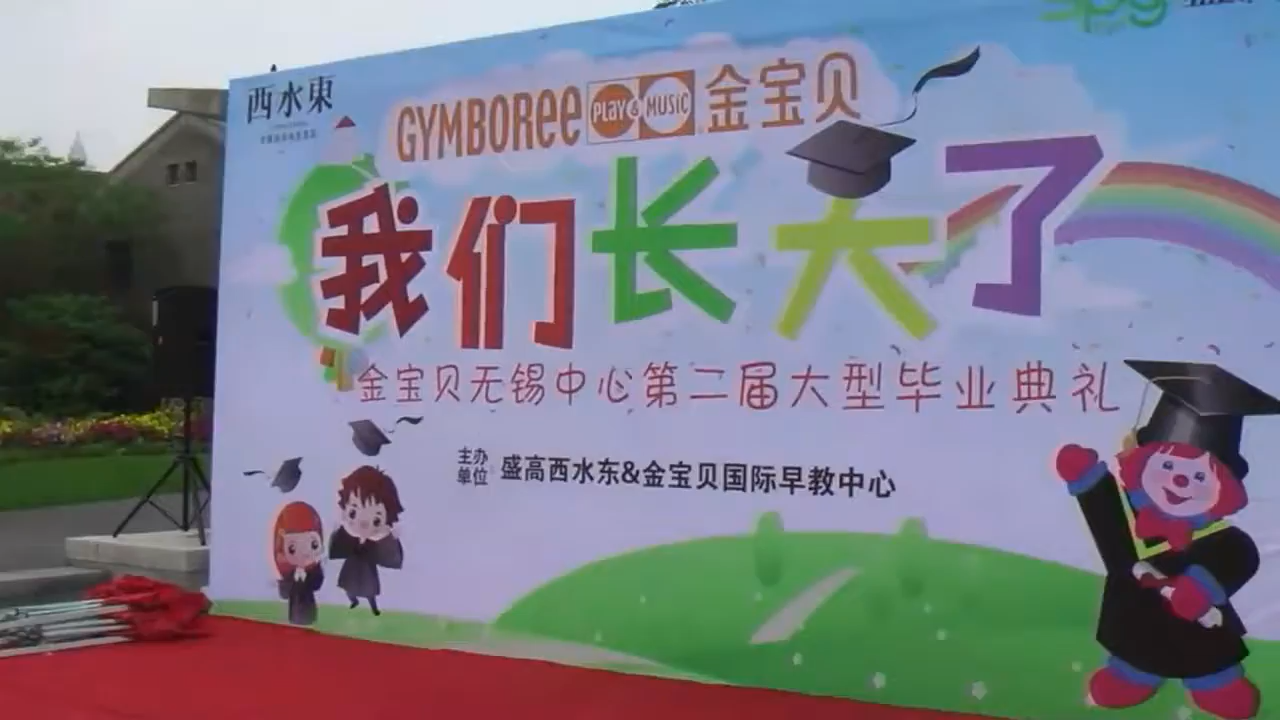 西水東
GYMBOREE PLAY & MUSIC 金宝贝
我们长大了
金宝贝无锡中心第二届大型毕业典礼
主办单位 盛高西水东&金宝贝国际早教中心